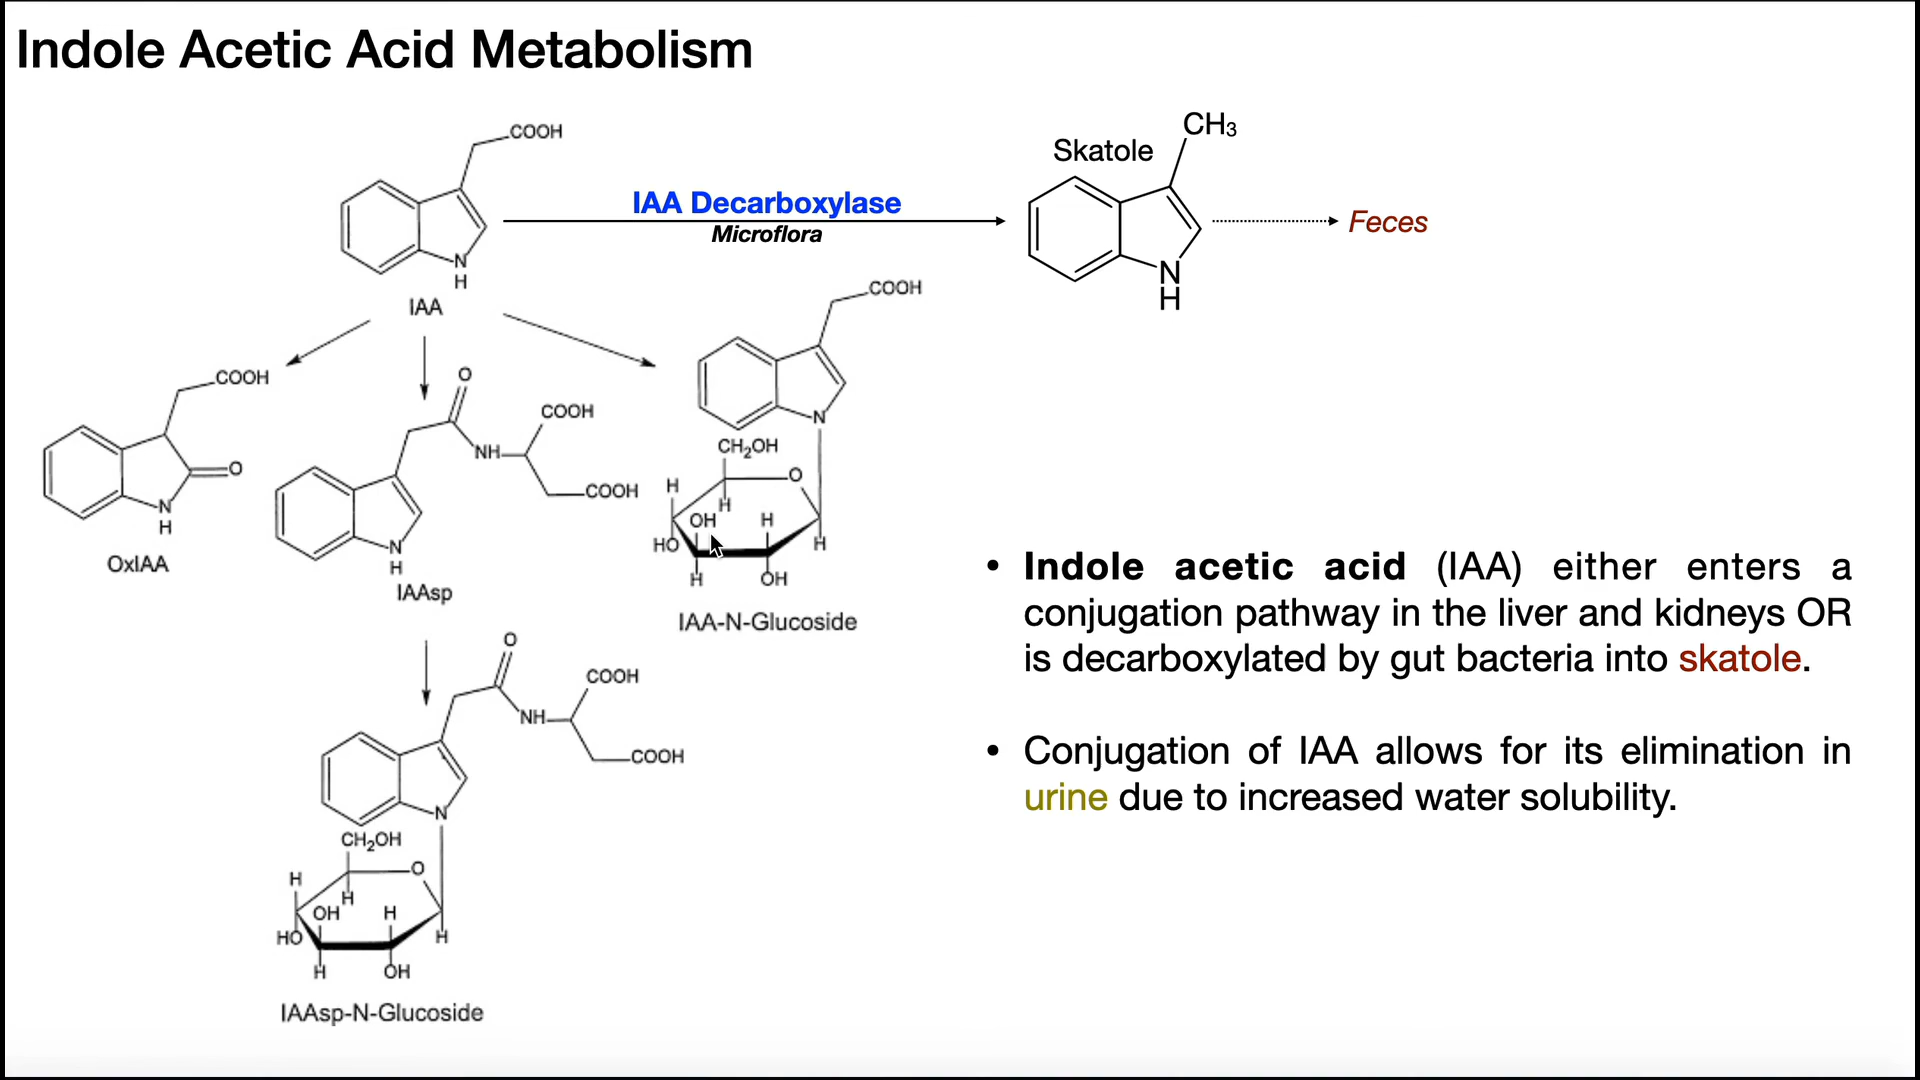 Indole Acetic Acid Metabolism
COOH
N
H
IAA
IAA Decarboxylase
Microflora
Skatole
CH₃
N
H
Feces
COOH
O
N
H
OxIAA
O
COOH
NH
COOH
N
H
IAAsp
COOH
N
CH₂OH
O
H
H
OH
H
HO
H
H
OH
IAA-N-Glucoside
O
COOH
NH
COOH
N
CH₂OH
O
H
H
OH
H
HO
H
H
OH
IAAsp-N-Glucoside
• Indole acetic acid (IAA) either enters a
conjugation pathway in the liver and kidneys OR
is decarboxylated by gut bacteria into skatole.
• Conjugation of IAA allows for its elimination in
urine due to increased water solubility.